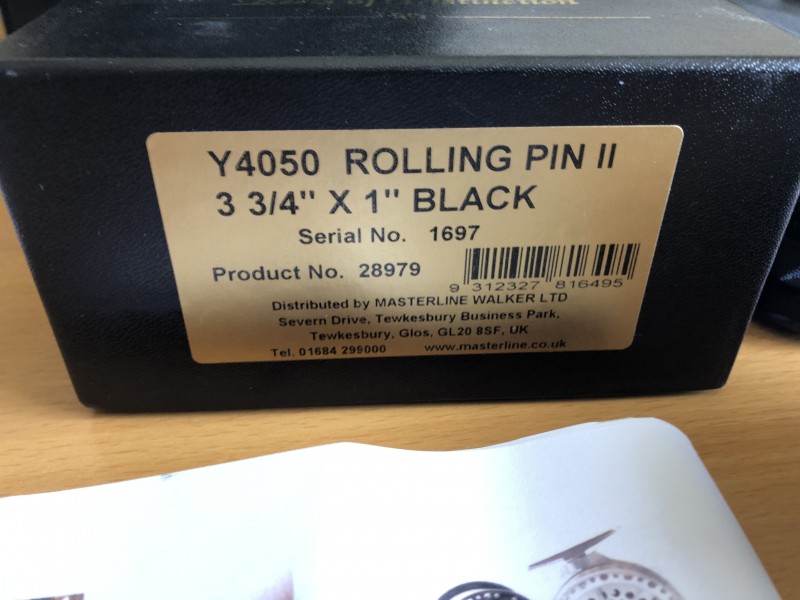 of Distinction
Y4050 ROLLING PIN II
3 3/4" X 1" BLACK
Serial No. 1697
Product No. 28979
9 312327 816495
Distributed by MASTERLINE WALKER LTD
Severn Drive, Tewkesbury Business Park,
Tewkesbury, Glos, GL20 8SF, UK
Tel. 01684 299000 www.masterline.co.uk